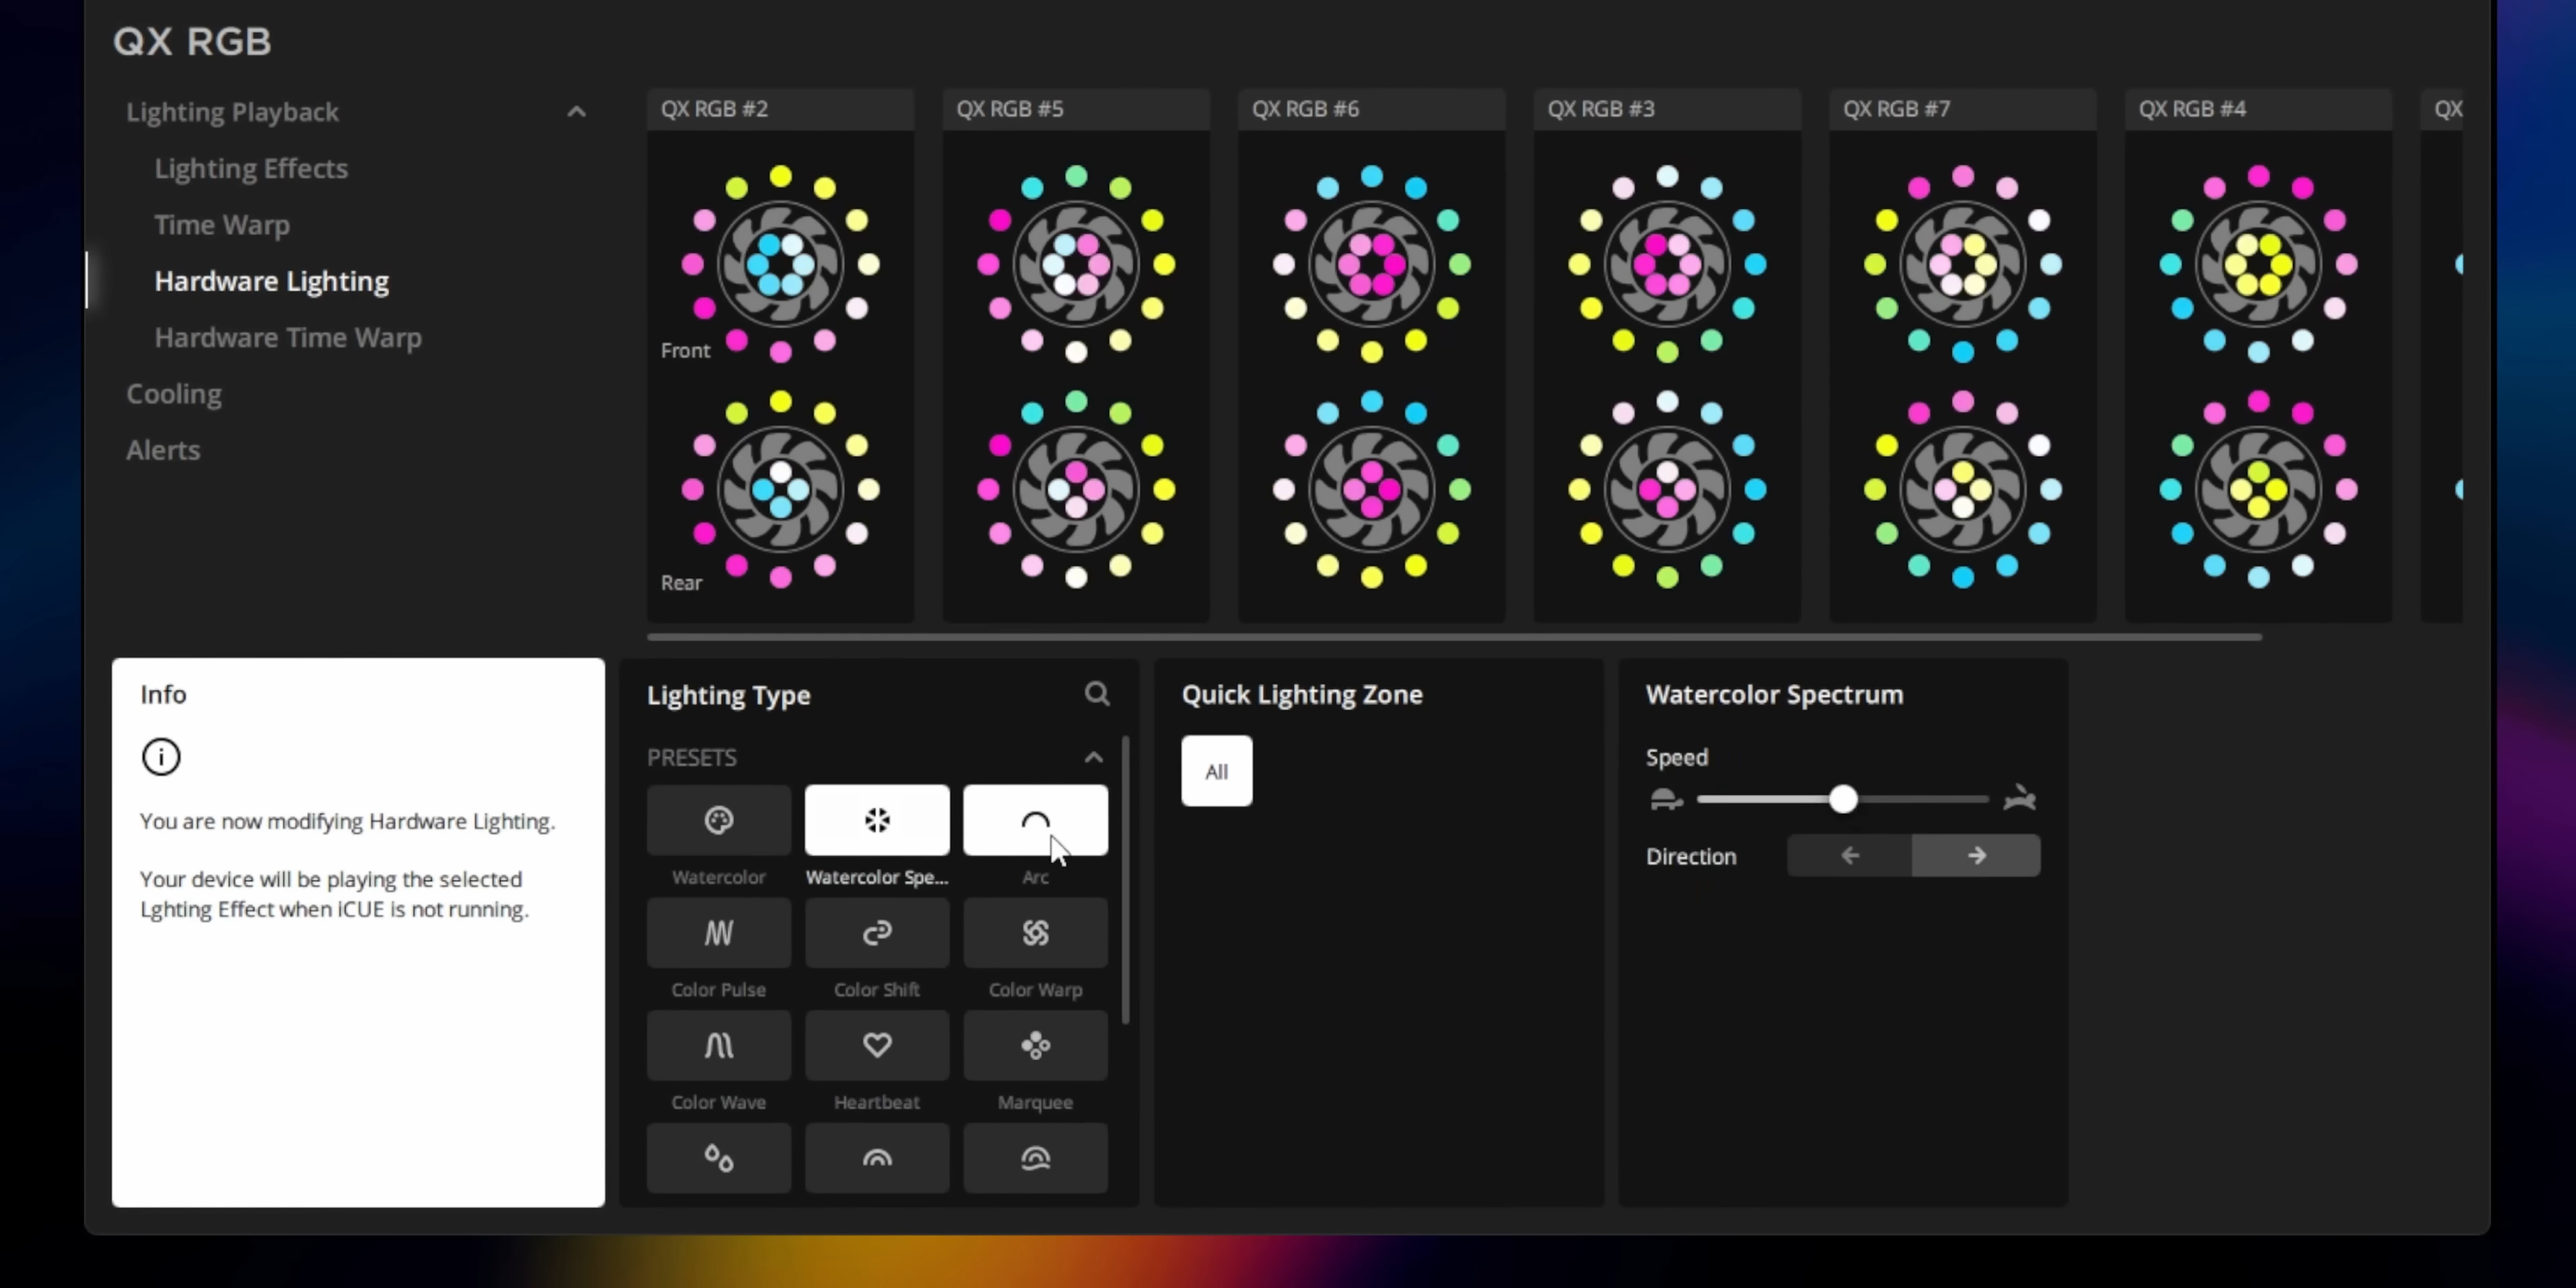 QX RGB
Lighting Playback
Lighting Effects
Time Warp
Hardware Lighting
Hardware Time Warp
Cooling
Alerts
QX RGB #2
QX RGB #5
QX RGB #6
QX RGB #3
QX RGB #7
QX RGB #4
QX
Front
Rear
Info
You are now modifying Hardware Lighting.
Your device will be playing the selected
Lghting Effect when iCUE is not running.
Lighting Type
PRESETS
Watercolor
Watercolor Spe...
Arc
Color Pulse
Color Shift
Color Warp
Color Wave
Heartbeat
Marquee
Quick Lighting Zone
All
Watercolor Spectrum
Speed
Direction